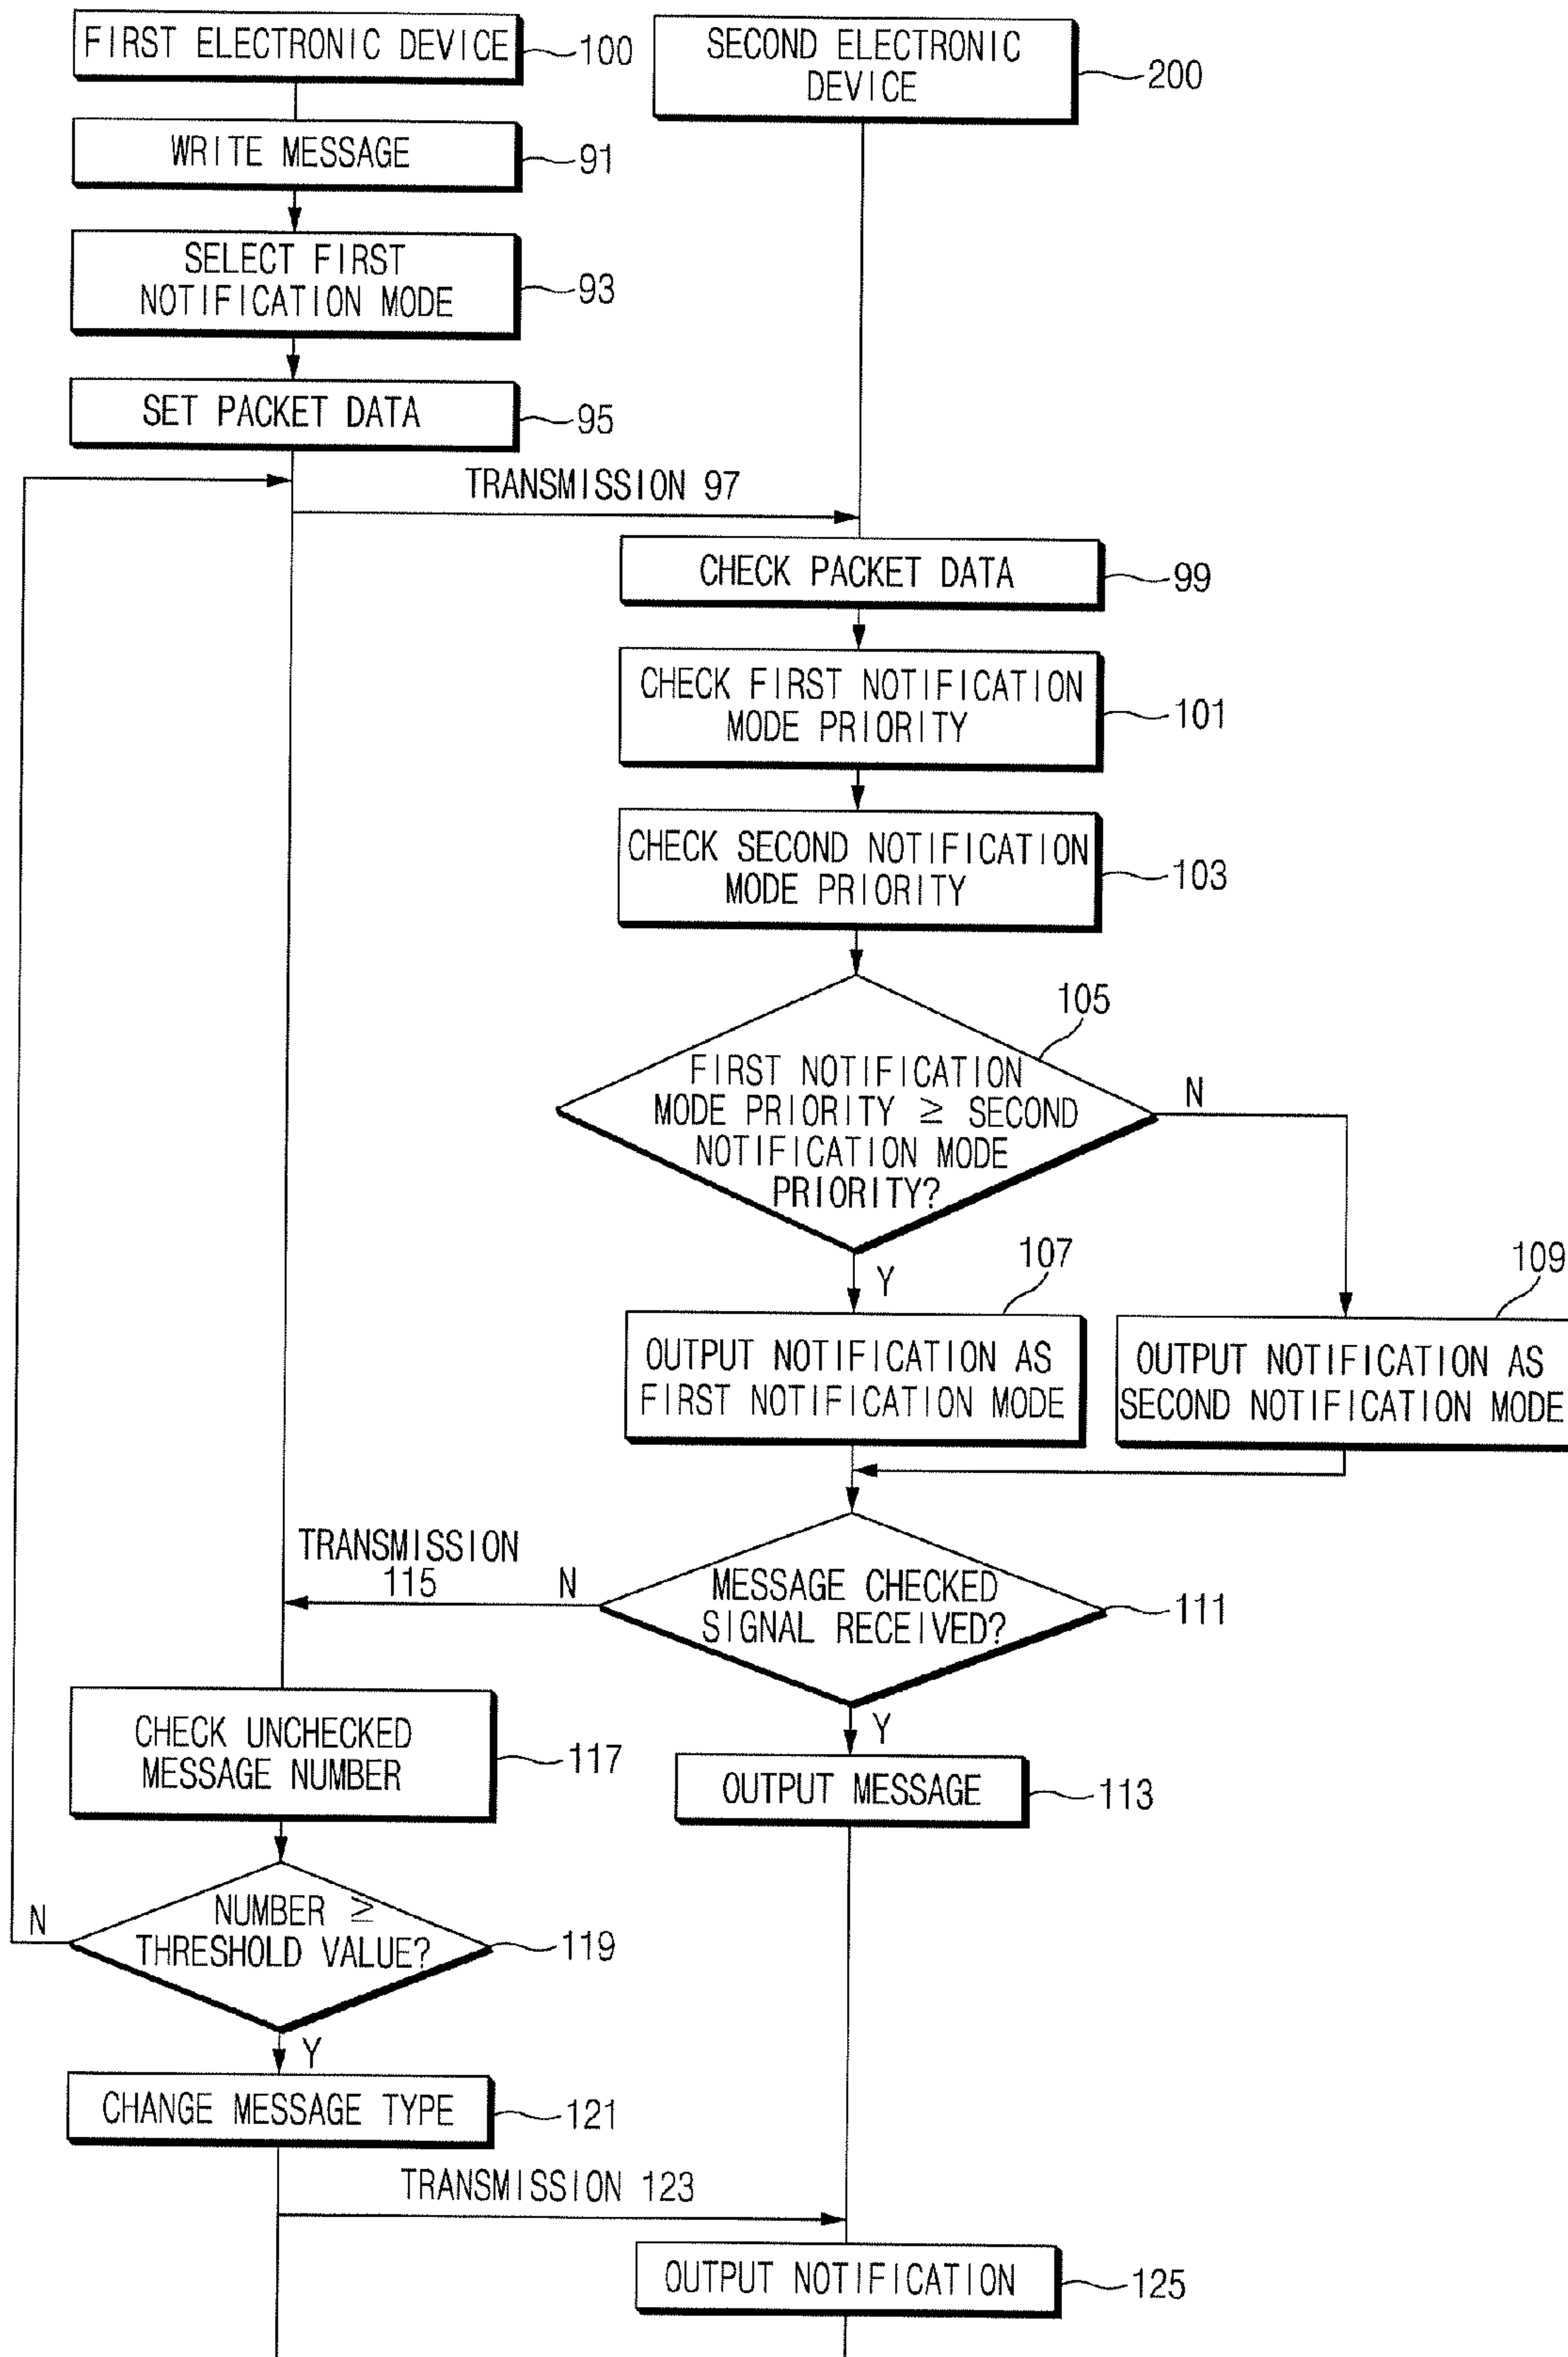 FIRST ELECTRONIC DEVICE
100
SECOND ELECTRONIC
DEVICE
200
WRITE MESSAGE
91
SELECT FIRST
NOTIFICATION MODE
93
SET PACKET DATA
95
TRANSMISSION 97
CHECK PACKET DATA
99
CHECK FIRST NOTIFICATION
MODE PRIORITY
101
CHECK SECOND NOTIFICATION
MODE PRIORITY
103
105
FIRST NOTIFICATION
MODE PRIORITY ≥ SECOND
NOTIFICATION MODE
PRIORITY?
N
Y
107
109
OUTPUT NOTIFICATION AS
FIRST NOTIFICATION MODE
OUTPUT NOTIFICATION AS
SECOND NOTIFICATION MODE
TRANSMISSION
115
N
MESSAGE CHECKED
SIGNAL RECEIVED?
111
Y
CHECK UNCHECKED
MESSAGE NUMBER
117
OUTPUT MESSAGE
113
N
NUMBER ≥
THRESHOLD VALUE?
119
Y
CHANGE MESSAGE TYPE
121
TRANSMISSION 123
OUTPUT NOTIFICATION
125